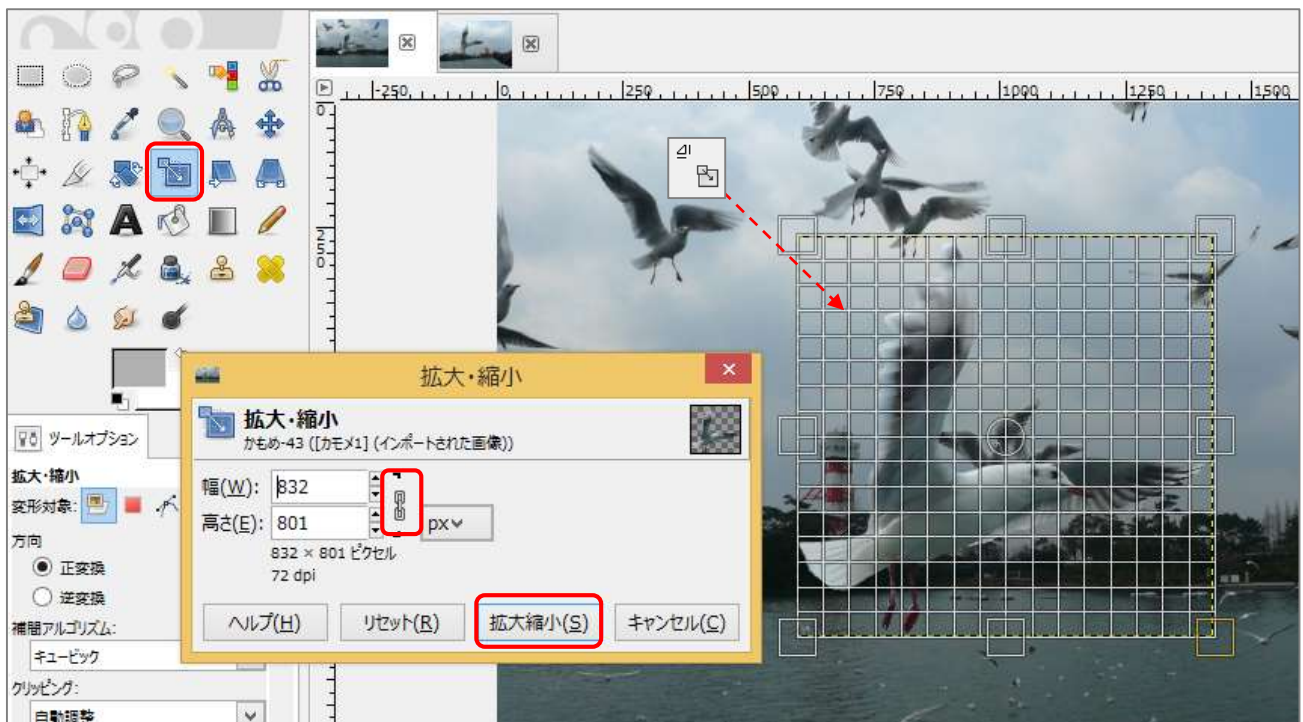 -250 0 250 500 750 1000 1250 1500
0
250
拡大・縮小
拡大・縮小
かもめ-43 ([カモメ1] (インポートされた画像))
幅(W): 832
高さ(E): 801 px
832 × 801 ピクセル
72 dpi
ヘルプ(H) リセット(R) 拡大縮小(S) キャンセル(C)
ツールオプション
拡大・縮小
変形対象:
方向
正変換
逆変換
補間アルゴリズム:
キュービック
クリッピング:
自動調整